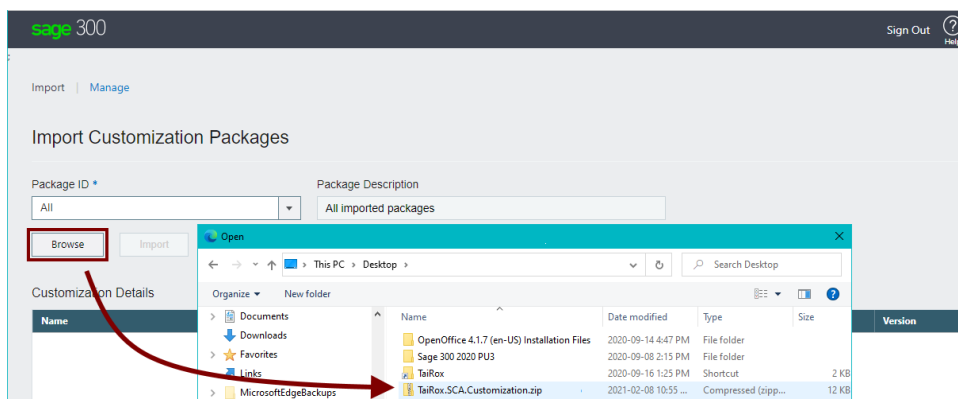 sage 300
Sign Out
Help
Import | Manage
Import Customization Packages
Package ID *
Package Description
All
All imported packages
Browse
Import
Open
This PC > Desktop >
Search Desktop
Organize
New folder
Customization Details
Name
Version
Documents
Downloads
Favorites
Links
MicrosoftEdgeBackups
Name Date modified Type Size
OpenOffice 4.1.7 (en-US) Installation Files 2020-09-14 4:47 PM File folder
Sage 300 2020 PU3 2020-09-08 2:15 PM File folder
TaiRox 2020-09-16 1:25 PM Shortcut 2 KB
TaiRox.SCA.Customization.zip 2021-02-08 10:55 ... Compressed (zipp... 12 KB